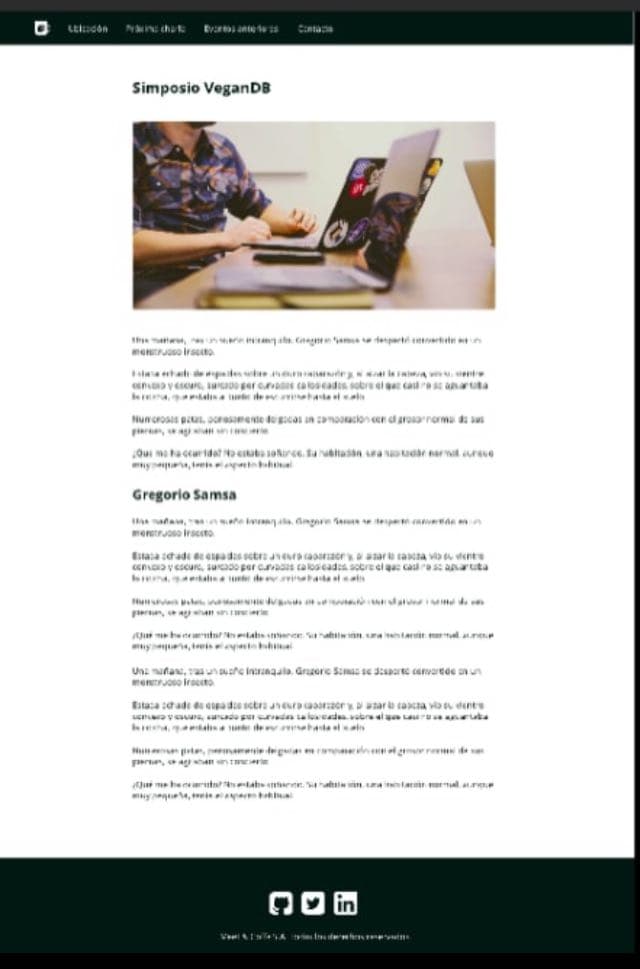 Ubicación Próxima charla Eventos anteriores Contacto
Simposio VeganDB
Una mañana, tras un sueño intranquilo, Gregorio Samsa se despertó convertido en un
monstruoso insecto.
Estaba echado de espaldas sobre un duro caparazón y, al alzar la cabeza, vio su vientre
convexo y oscuro, surcado por curvadas callosidades, sobre el que casi no se aguantaba
la colcha, que estaba a punto de escurrirse hasta el suelo.
Numerosas patas, penosamente delgadas en comparación con el grosor normal de sus
piernas, se agitaban sin concierto.
¿Qué me ha ocurrido? No estaba soñando. Su habitación, una habitación normal, aunque
muy pequeña, tenía el aspecto habitual.
Gregorio Samsa
Una mañana, tras un sueño intranquilo, Gregorio Samsa se despertó convertido en un
monstruoso insecto.
Estaba echado de espaldas sobre un duro caparazón y, al alzar la cabeza, vio su vientre
convexo y oscuro, surcado por curvadas callosidades, sobre el que casi no se aguantaba
la colcha, que estaba a punto de escurrirse hasta el suelo.
Numerosas patas, penosamente delgadas en comparación con el grosor normal de sus
piernas, se agitaban sin concierto.
¿Qué me ha ocurrido? No estaba soñando. Su habitación, una habitación normal, aunque
muy pequeña, tenía el aspecto habitual.
Una mañana, tras un sueño intranquilo, Gregorio Samsa se despertó convertido en un
monstruoso insecto.
Estaba echado de espaldas sobre un duro caparazón y, al alzar la cabeza, vio su vientre
convexo y oscuro, surcado por curvadas callosidades, sobre el que casi no se aguantaba
la colcha, que estaba a punto de escurrirse hasta el suelo.
Numerosas patas, penosamente delgadas en comparación con el grosor normal de sus
piernas, se agitaban sin concierto.
¿Qué me ha ocurrido? No estaba soñando. Su habitación, una habitación normal, aunque
muy pequeña, tenía el aspecto habitual.
in
Meet & Coffe S.A. Todos los derechos reservados.